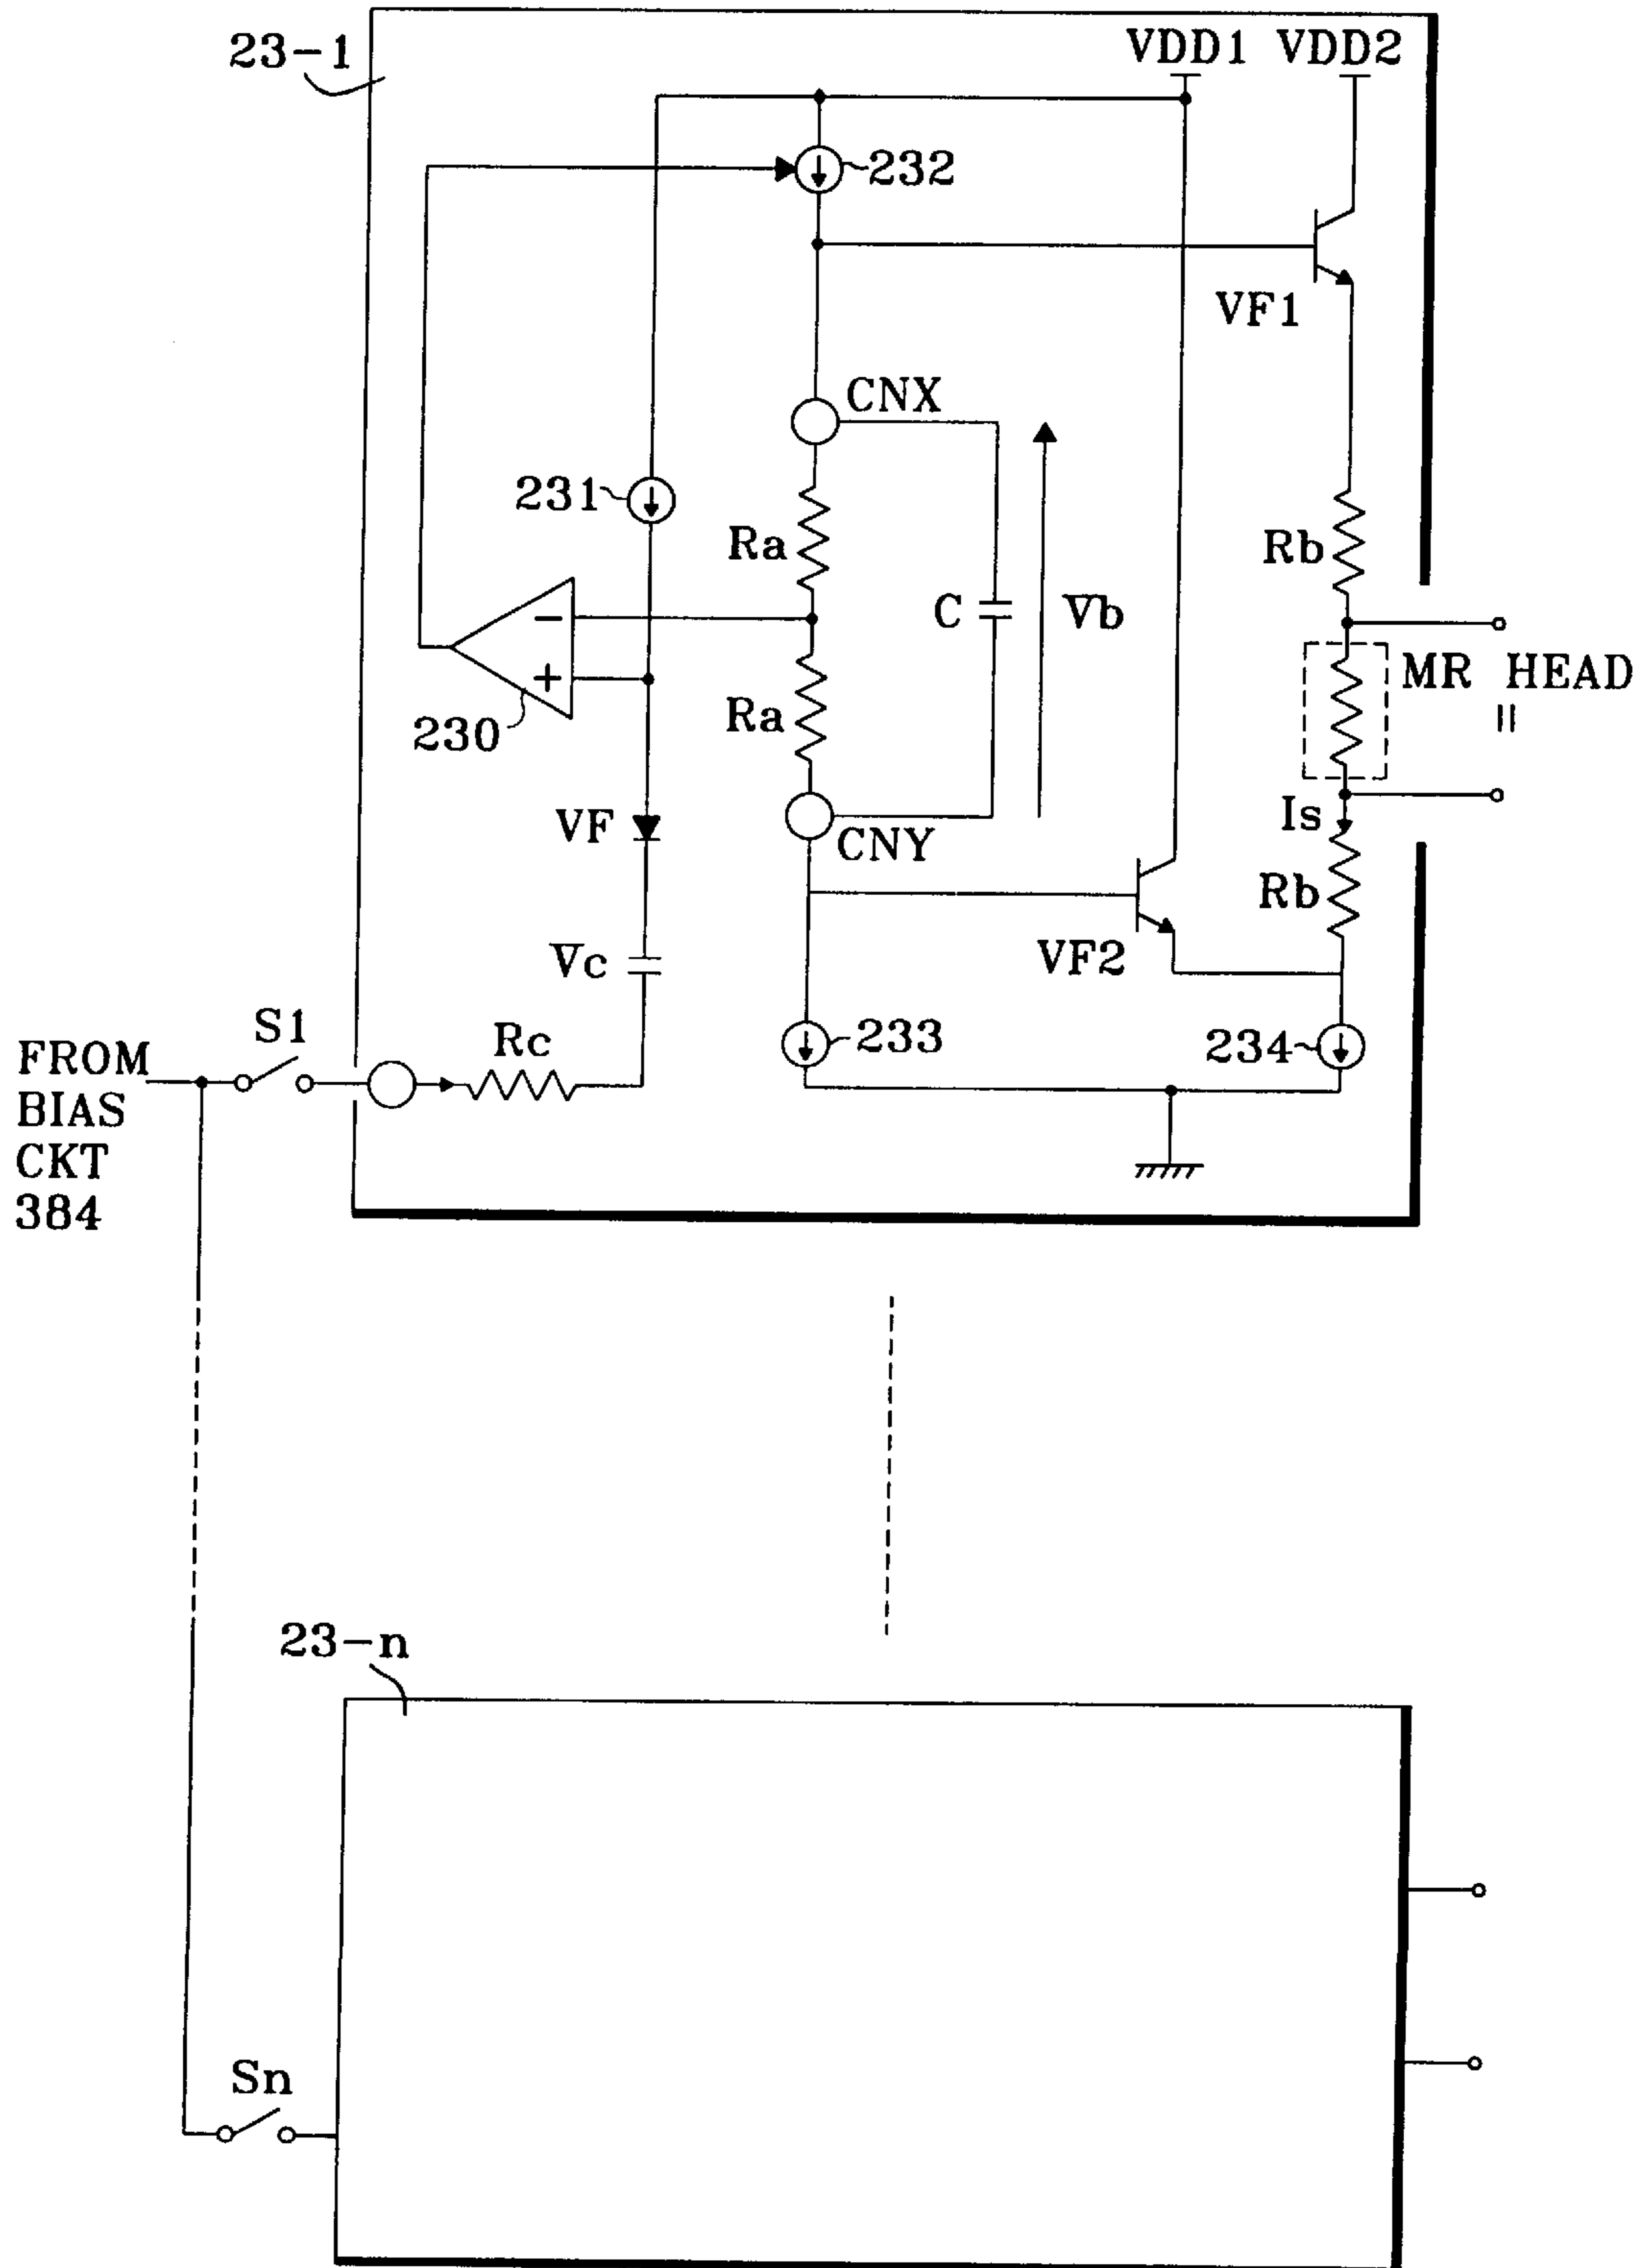 23-1
VDD1 VDD2
232
VF1
CNX
231
Ra
Rb
C
Vb
-
MR HEAD
11
+
Ra
230
VF
Is
CNY
Rb
Vc
VF2
S1
Rc
233
234
FROM
BIAS
CKT
384
23-n
Sn